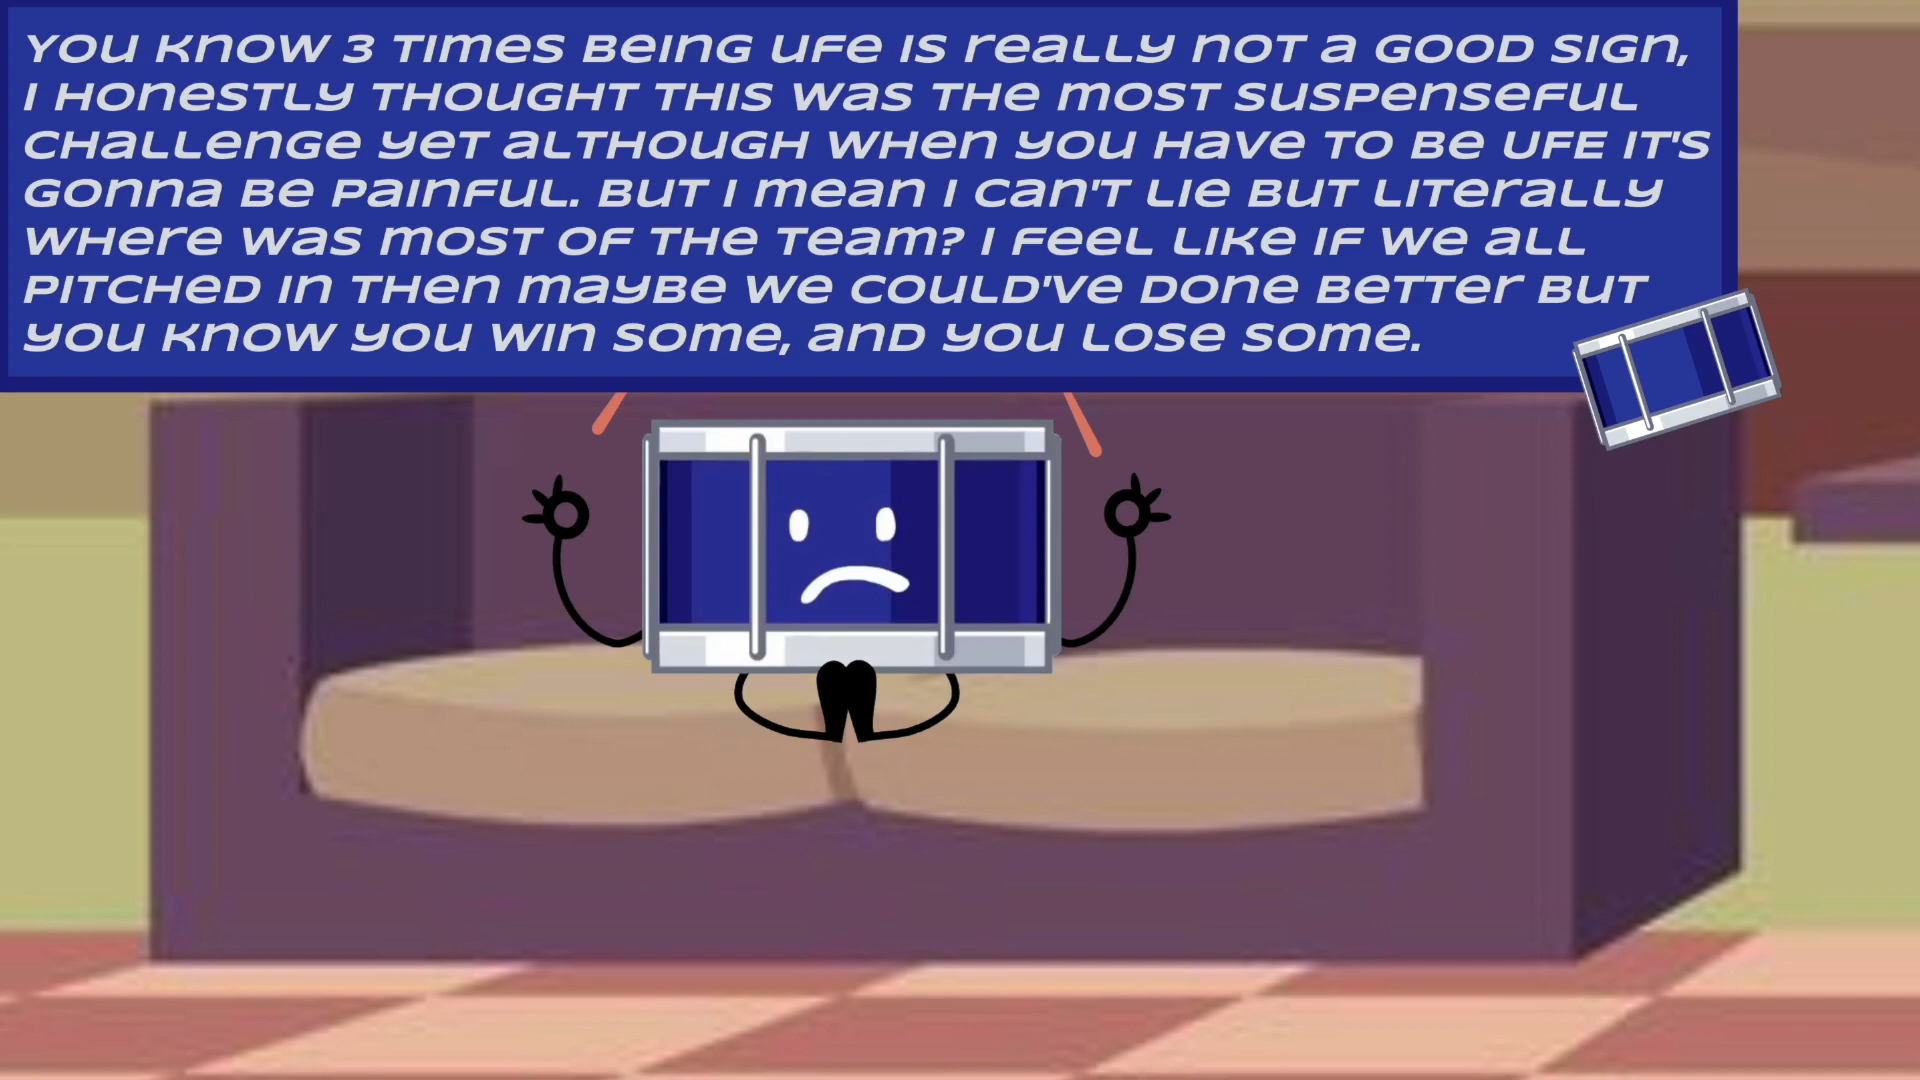 You know 3 times being UFE is really not a good sign,
I honestly thought this was the most suspenseful
challenge yet although when you have to be UFE it's
gonna be painful. But I mean I can't lie but literally
where was most of the team? I feel like if we all
pitched in then maybe we could've done better but
you know you win some, and you lose some.